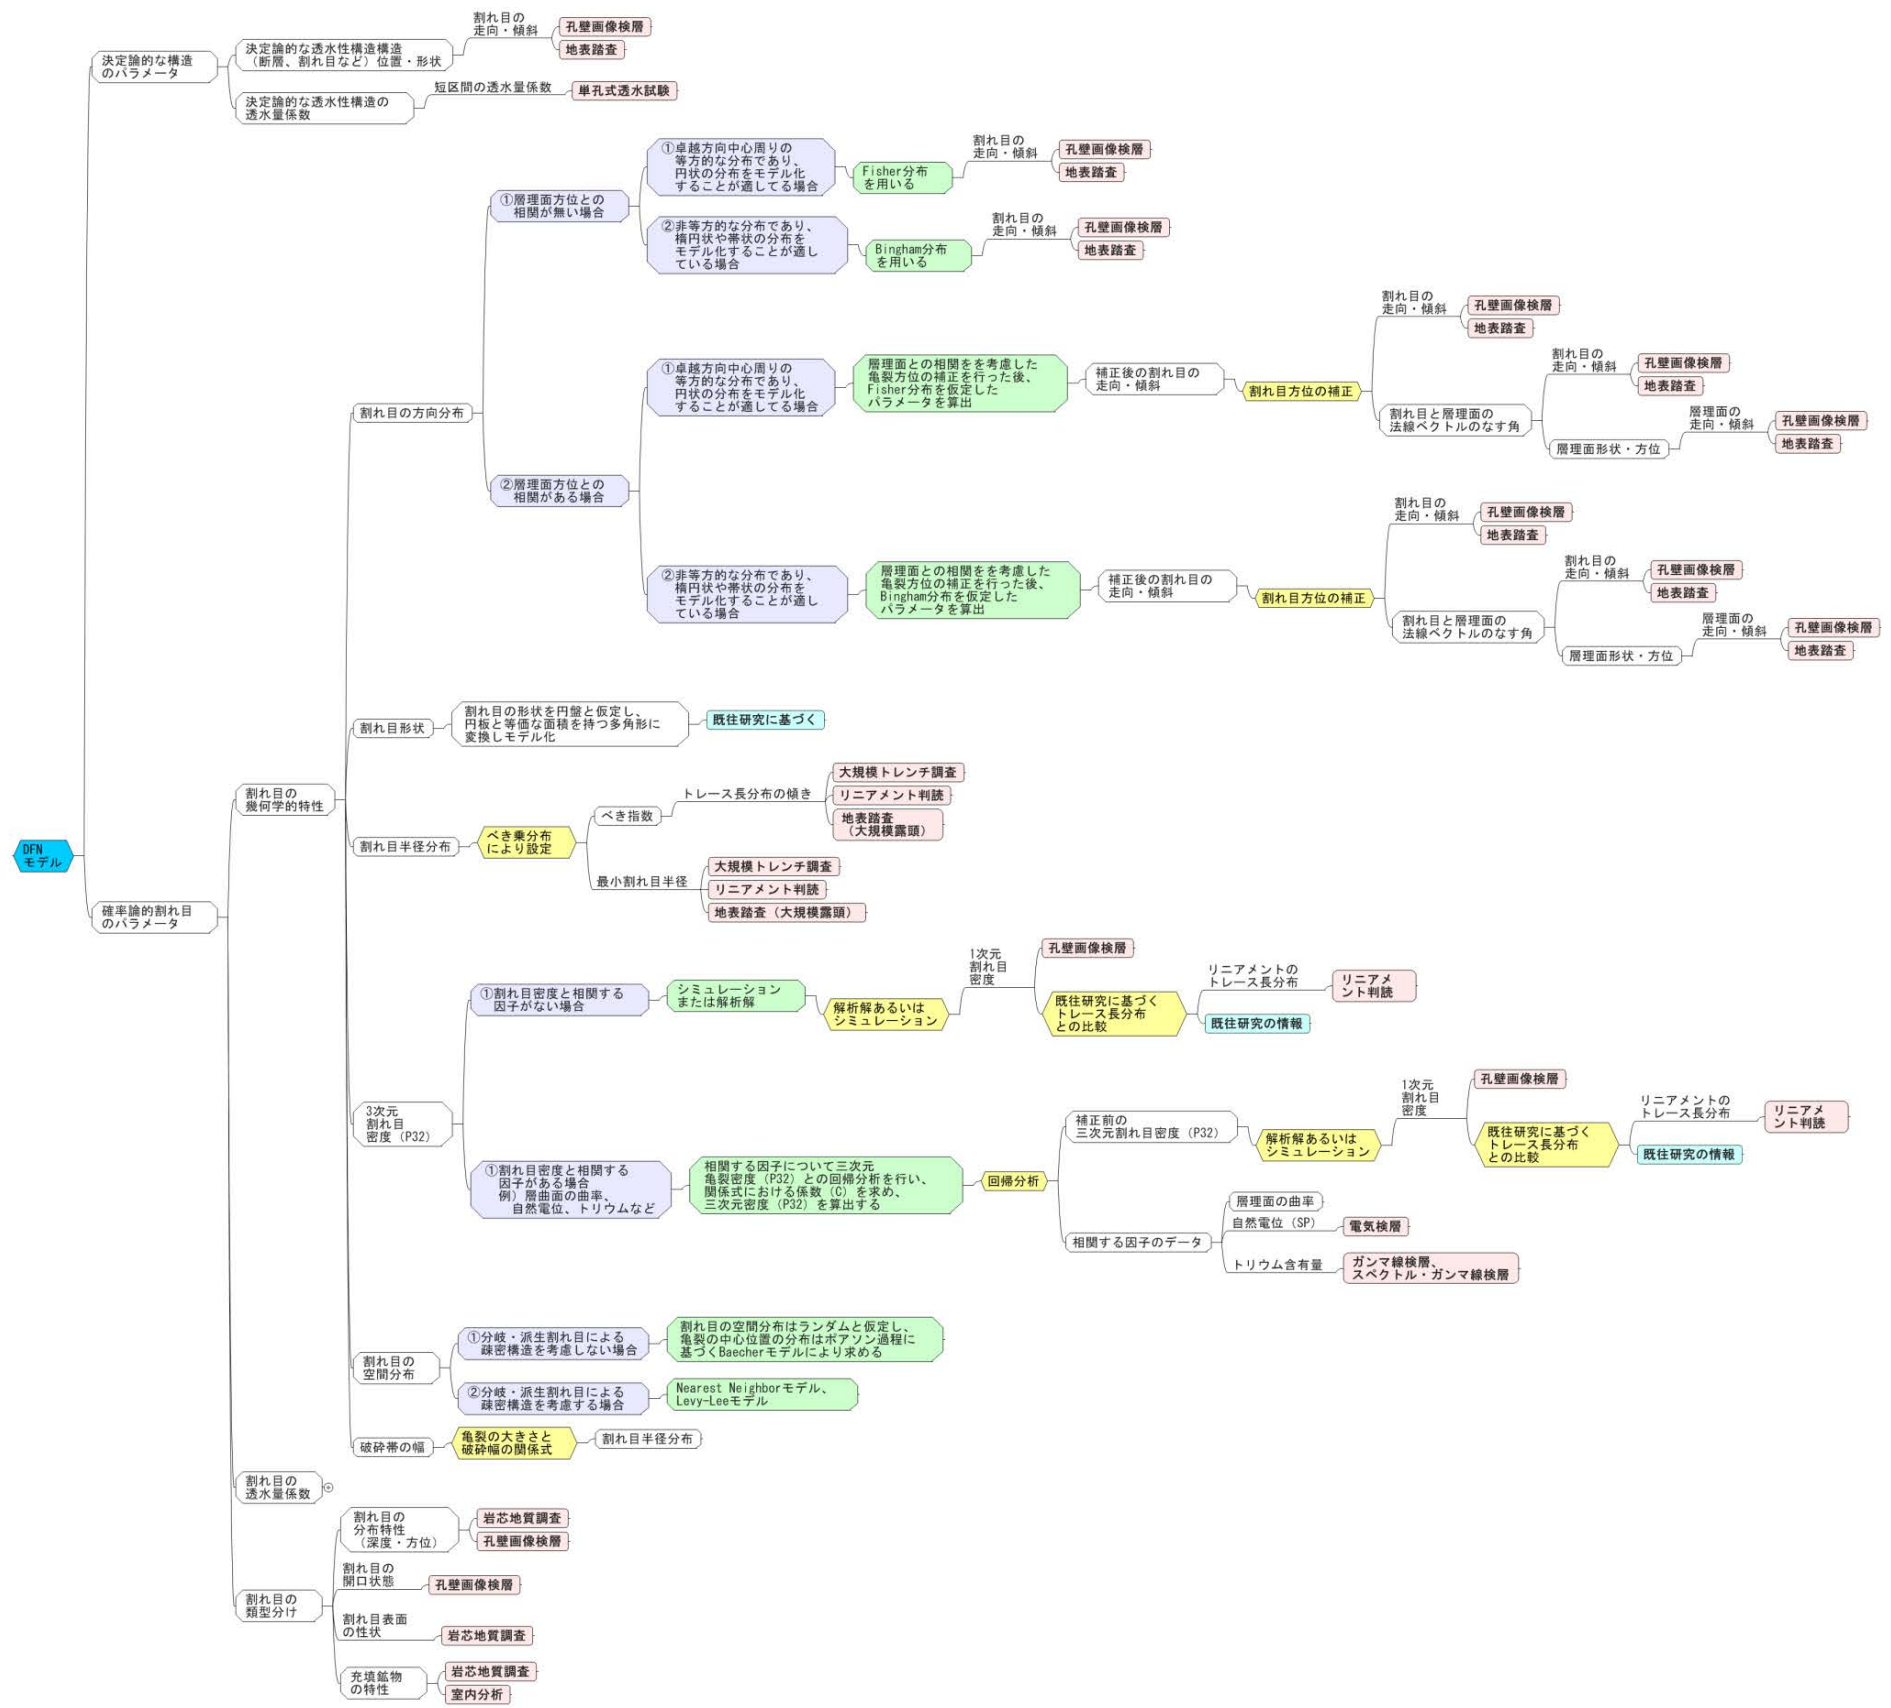 DFN
モデル
決定論的な構造
のパラメータ
決定論的な透水性構造構造
（断層、割れ目など）位置・形状
割れ目の
走向・傾斜
孔壁画像検層
地表踏査
決定論的な透水性構造の
透水量係数
短区間の透水量係数
単孔式透水試験
確率論的割れ目
のパラメータ
割れ目の
幾何学的特性
割れ目の方向分布
①層理面方位との
相関が無い場合
①卓越方向中心周りの
等方的な分布であり、
円状の分布をモデル化
することが適してる場合
Fisher分布
を用いる
割れ目の
走向・傾斜
孔壁画像検層
地表踏査
②非等方的な分布であり、
楕円状や帯状の分布を
モデル化することが適し
ている場合
Bingham分布
を用いる
割れ目の
走向・傾斜
孔壁画像検層
地表踏査
②層理面方位との
相関がある場合
①卓越方向中心周りの
等方的な分布であり、
円状の分布をモデル化
することが適してる場合
層理面との相関をを考慮した
亀裂方位の補正を行った後、
Fisher分布を仮定した
パラメータを算出
補正後の割れ目の
走向・傾斜
割れ目方位の補正
割れ目の
走向・傾斜
孔壁画像検層
地表踏査
割れ目と層理面の
法線ベクトルのなす角
割れ目の
走向・傾斜
孔壁画像検層
地表踏査
層理面形状・方位
層理面の
走向・傾斜
孔壁画像検層
地表踏査
②非等方的な分布であり、
楕円状や帯状の分布を
モデル化することが適し
ている場合
層理面との相関をを考慮した
亀裂方位の補正を行った後、
Bingham分布を仮定した
パラメータを算出
補正後の割れ目の
走向・傾斜
割れ目方位の補正
割れ目の
走向・傾斜
孔壁画像検層
地表踏査
割れ目と層理面の
法線ベクトルのなす角
割れ目の
走向・傾斜
孔壁画像検層
地表踏査
層理面形状・方位
層理面の
走向・傾斜
孔壁画像検層
地表踏査
割れ目形状
割れ目の形状を円盤と仮定し、
円板と等価な面積を持つ多角形に
変換しモデル化
既往研究に基づく
割れ目半径分布
べき乗分布
により設定
べき指数
トレース長分布の傾き
大規模トレンチ調査
リニアメント判読
地表踏査
（大規模露頭）
最小割れ目半径
大規模トレンチ調査
リニアメント判読
地表踏査（大規模露頭）
3次元
割れ目
密度（P32）
①割れ目密度と相関する
因子がない場合
シミュレーション
または解析解
解析解あるいは
シミュレーション
1次元
割れ目
密度
孔壁画像検層
既往研究に基づく
トレース長分布
との比較
リニアメントの
トレース長分布
リニアメ
ント判読
既往研究の情報
①割れ目密度と相関する
因子がある場合
例）層曲面の曲率、
自然電位、トリウムなど
相関する因子について三次元
亀裂密度（P32）との回帰分析を行い、
関係式における係数（C）を求め、
三次元密度（P32）を算出する
回帰分析
補正前の
三次元割れ目密度（P32）
解析解あるいは
シミュレーション
1次元
割れ目
密度
孔壁画像検層
既往研究に基づく
トレース長分布
との比較
リニアメントの
トレース長分布
リニアメ
ント判読
既往研究の情報
相関する因子のデータ
層理面の曲率
自然電位（SP）
電気検層
トリウム含有量
ガンマ線検層、
スペクトル・ガンマ線検層
割れ目の
空間分布
①分岐・派生割れ目による
疎密構造を考慮しない場合
割れ目の空間分布はランダムと仮定し、
亀裂の中心位置の分布はポアソン過程に
基づくBaecherモデルにより求める
②分岐・派生割れ目による
疎密構造を考慮する場合
Nearest Neighborモデル、
Levy-Leeモデル
破砕帯の幅
亀裂の大きさと
破砕幅の関係式
割れ目半径分布
割れ目の
透水量係数
割れ目の
類型分け
割れ目の
分布特性
（深度・方位）
岩芯地質調査
孔壁画像検層
割れ目の
開口状態
孔壁画像検層
割れ目表面
の性状
岩芯地質調査
充填鉱物
の特性
岩芯地質調査
室内分析